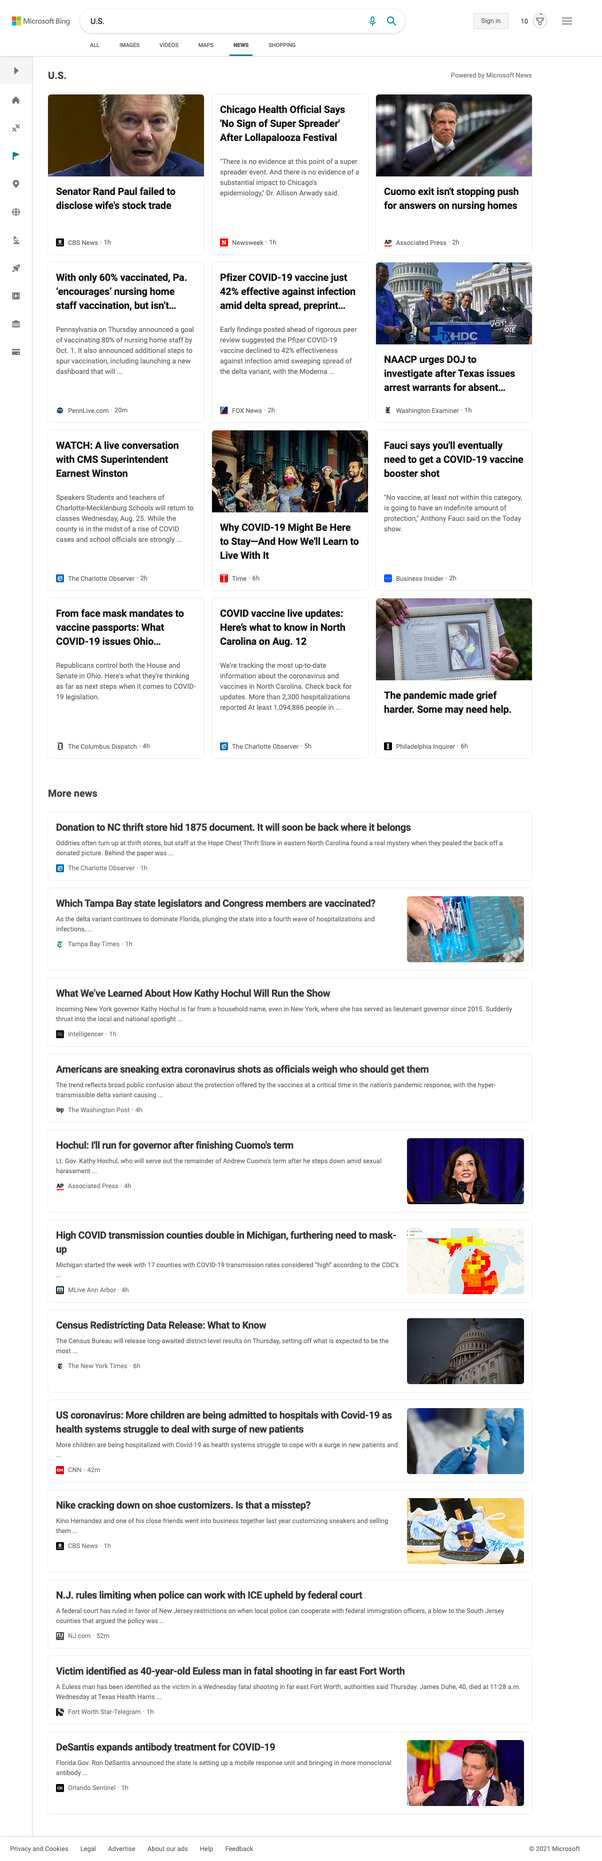 Microsoft Bing
U.S.
Sign in
10
ALL IMAGES VIDEOS MAPS NEWS SHOPPING
U.S.
Powered by Microsoft News
Senator Rand Paul failed to
disclose wife's stock trade
CBS News · 1h
Chicago Health Official Says
'No Sign of Super Spreader'
After Lollapalooza Festival
"There is no evidence at this point of a super
spreader event. And there is no evidence of a
substantial impact to Chicago's
epidemiology," Dr. Allison Arwady said.
Newsweek · 1h
Cuomo exit isn't stopping push
for answers on nursing homes
AP Associated Press · 2h
With only 60% vaccinated, Pa.
'encourages' nursing home
staff vaccination, but isn't...
Pennsylvania on Thursday announced a goal
of vaccinating 80% of nursing home staff by
Oct. 1. It also announced additional steps to
spur vaccination, including launching a new
dashboard that will ...
PennLive.com · 20m
Pfizer COVID-19 vaccine just
42% effective against infection
amid delta spread, preprint...
Early findings posted ahead of rigorous peer
review suggested the Pfizer COVID-19
vaccine declined to 42% effectiveness
against infection amid sweeping spread of
the delta variant, with the Moderna ...
FOX News · 2h
NAACP urges DOJ to
investigate after Texas issues
arrest warrants for absent...
Washington Examiner · 1h
WATCH: A live conversation
with CMS Superintendent
Earnest Winston
Speakers Students and teachers of
Charlotte-Mecklenburg Schools will return to
classes Wednesday, Aug. 25. While the
county is in the midst of a rise of COVID
cases and school officials are strongly ...
The Charlotte Observer · 2h
Why COVID-19 Might Be Here
to Stay—And How We'll Learn to
Live With It
Time · 6h
Fauci says you'll eventually
need to get a COVID-19 vaccine
booster shot
"No vaccine, at least not within this category,
is going to have an indefinite amount of
protection," Anthony Fauci said on the Today
show.
Business Insider · 2h
From face mask mandates to
vaccine passports: What
COVID-19 issues Ohio...
Republicans control both the House and
Senate in Ohio. Here's what they're thinking
as far as next steps when it comes to COVID-
19 legislation.
The Columbus Dispatch · 4h
COVID vaccine live updates:
Here's what to know in North
Carolina on Aug. 12
We're tracking the most up-to-date
information about the coronavirus and
vaccines in North Carolina. Check back for
updates. More than 2,300 hospitalizations
reported At least 1,094,886 people in ...
The Charlotte Observer · 5h
The pandemic made grief
harder. Some may need help.
Philadelphia Inquirer · 6h
More news
Donation to NC thrift store hid 1875 document. It will soon be back where it belongs
Oddities often turn up at thrift stores, but staff at the Hope Chest Thrift Store in eastern North Carolina found a real mystery when they pealed the back off a
donated picture. Behind the paper was ...
The Charlotte Observer · 1h
Which Tampa Bay state legislators and Congress members are vaccinated?
As the delta variant continues to dominate Florida, plunging the state into a fourth wave of hospitalizations and
infections, ...
Tampa Bay Times · 1h
What We've Learned About How Kathy Hochul Will Run the Show
Incoming New York governor Kathy Hochul is far from a household name, even in New York, where she has served as lieutenant governor since 2015. Suddenly
thrust into the local and national spotlight ...
Intelligencer · 1h
Americans are sneaking extra coronavirus shots as officials weigh who should get them
The trend reflects broad public confusion about the protection offered by the vaccines at a critical time in the nation's pandemic response, with the hyper-
transmissible delta variant causing ...
wp The Washington Post · 4h
Hochul: I'll run for governor after finishing Cuomo's term
Lt. Gov. Kathy Hochul, who will serve out the remainder of Andrew Cuomo's term after he steps down amid sexual
harassment ...
AP Associated Press · 4h
High COVID transmission counties double in Michigan, furthering need to mask-
up
Michigan started the week with 17 counties with COVID-19 transmission rates considered "high" according to the CDC's
...
MLive Ann Arbor · 4h
Census Redistricting Data Release: What to Know
The Census Bureau will release long-awaited district-level results on Thursday, setting off what is expected to be the
most ...
The New York Times · 6h
US coronavirus: More children are being admitted to hospitals with Covid-19 as
health systems struggle to deal with surge of new patients
More children are being hospitalized with Covid-19 as health systems struggle to cope with a surge in new patients and
...
CNN · 42m
Nike cracking down on shoe customizers. Is that a misstep?
Kino Hernandez and one of his close friends went into business together last year customizing sneakers and selling
them ...
CBS News · 1h
N.J. rules limiting when police can work with ICE upheld by federal court
A federal court has ruled in favor of New Jersey restrictions on when local police can cooperate with federal immigration officers, a blow to the South Jersey
counties that argued the policy was ...
NJ.com · 52m
Victim identified as 40-year-old Euless man in fatal shooting in far east Fort Worth
A Euless man has been identified as the victim in a Wednesday fatal shooting in far east Fort Worth, authorities said Thursday. James Duhe, 40, died at 11:28 a.m.
Wednesday at Texas Health Harris ...
Fort Worth Star-Telegram · 1h
DeSantis expands antibody treatment for COVID-19
Florida Gov. Ron DeSantis announced the state is setting up a mobile response unit and bringing in more monoclonal
antibody ...
Orlando Sentinel · 1h
Privacy and Cookies Legal Advertise About our ads Help Feedback
© 2021 Microsoft